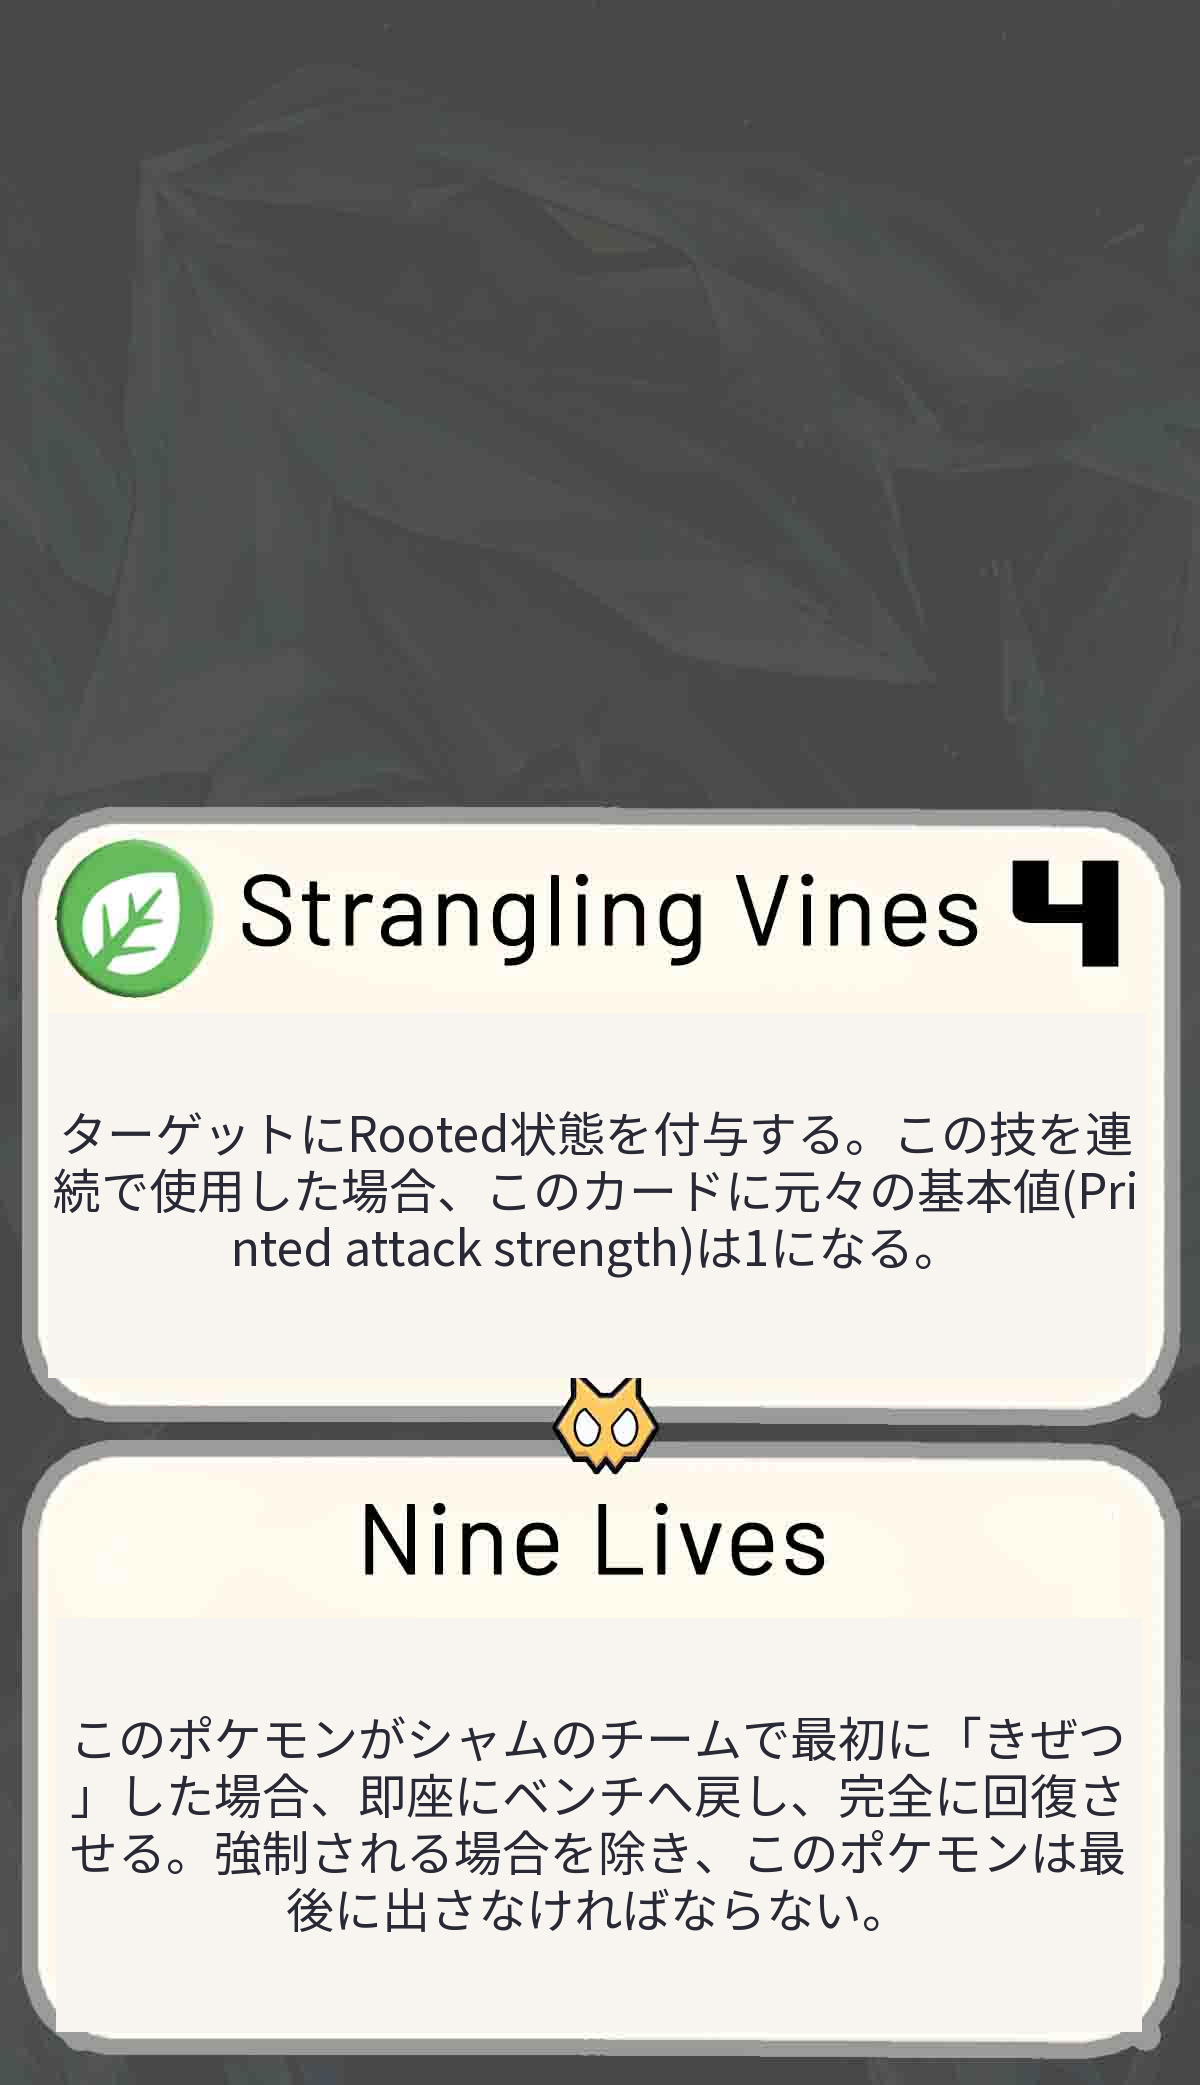 Strangling Vines 4
ターゲットにRooted状態を付与する。この技を連
続で使用した場合、このカードに元々の基本値(Pri
nted attack strength)は1になる。
Nine Lives
このポケモンがシャムのチームで最初に「きぜつ
」した場合、即座にベンチへ戻し、完全に回復さ
せる。強制される場合を除き、このポケモンは最
後に出さなければならない。